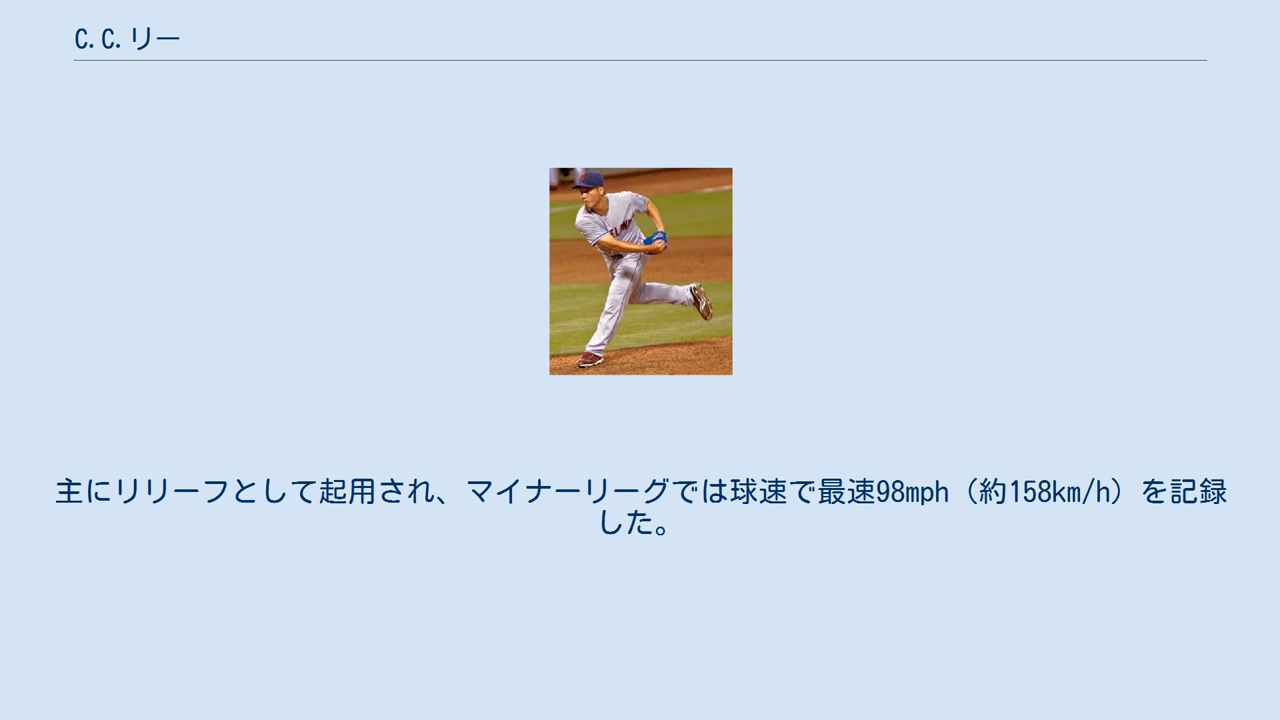 C.C.リー
ELAN
主にリリーフとして起用され、マイナーリーグでは球速で最速98mph（約158km/h）を記録
した。